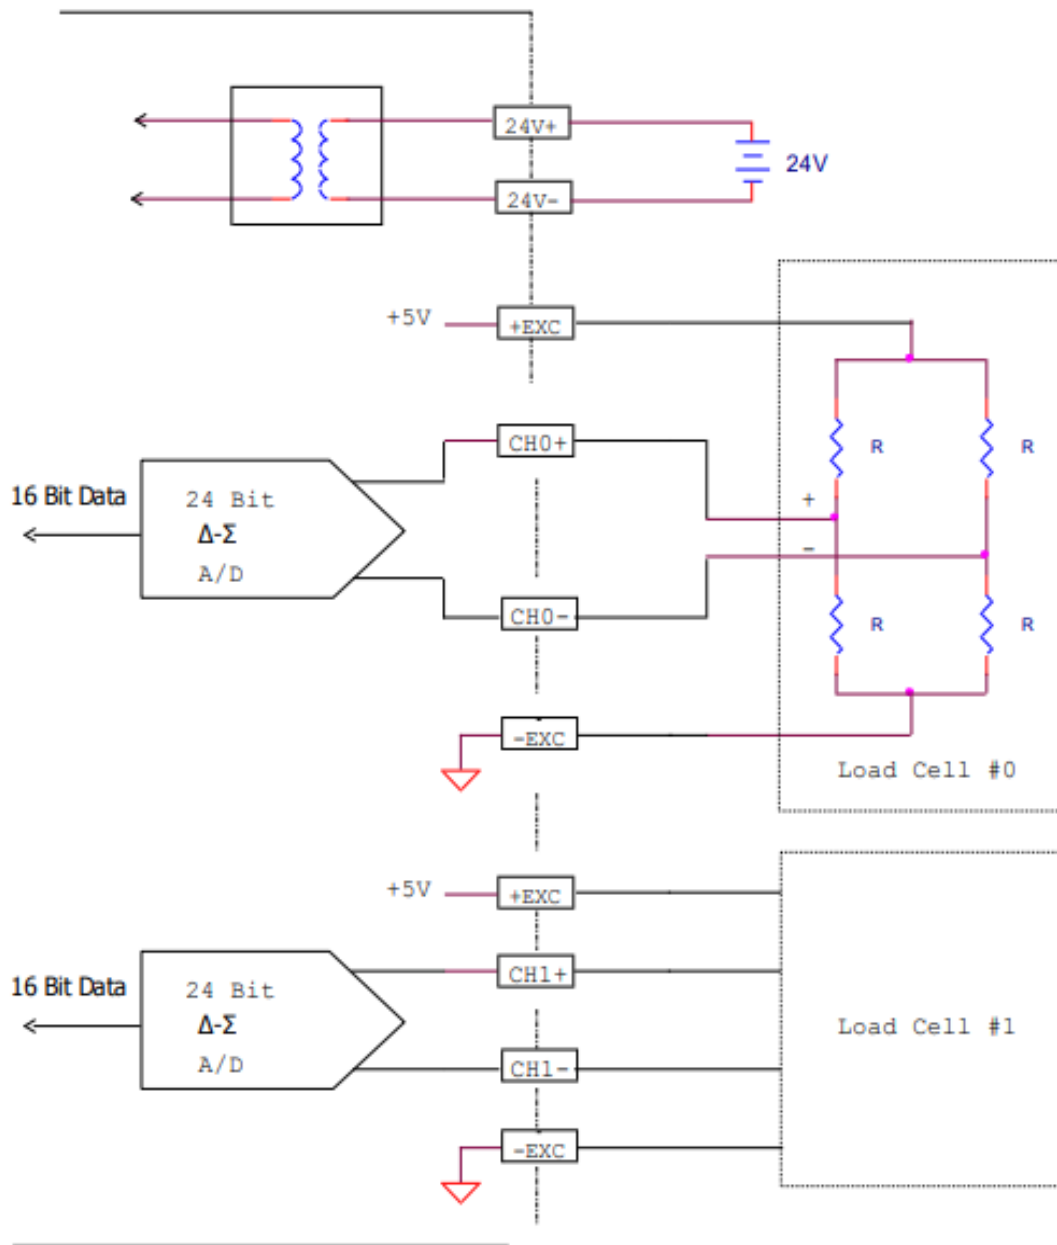 24V+
24V
24V-
+5V
+EXC
CH0+
R
R
16 Bit Data
24 Bit
Δ-Σ
A/D
+
-
CH0-
R
R
-EXC
Load Cell #0
+5V
+EXC
CH1+
16 Bit Data
24 Bit
Δ-Σ
A/D
Load Cell #1
CH1-
-EXC